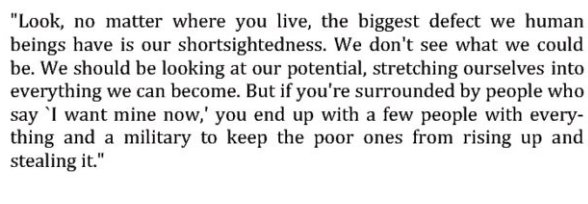 "Look, no matter where you live, the biggest defect we human
beings have is our shortsightedness. We don't see what we could
be. We should be looking at our potential, stretching ourselves into
everything we can become. But if you're surrounded by people who
say `I want mine now,' you end up with a few people with every-
thing and a military to keep the poor ones from rising up and
stealing it."